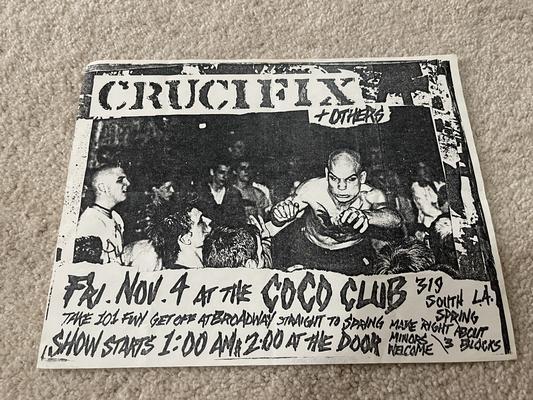 CRUCIFIX
+ OTHERS
FRI. NOV. 4 AT THE COCO CLUB
319 SOUTH L.A. SPRING
TAKE 101 FWY GET OFF AT BROADWAY STRAIGHT TO SPRING
MAKE RIGHT ABOUT 3 BLOCKS
SHOW STARTS 1:00 AM 2:00 AT THE DOOR
MINORS WELCOME